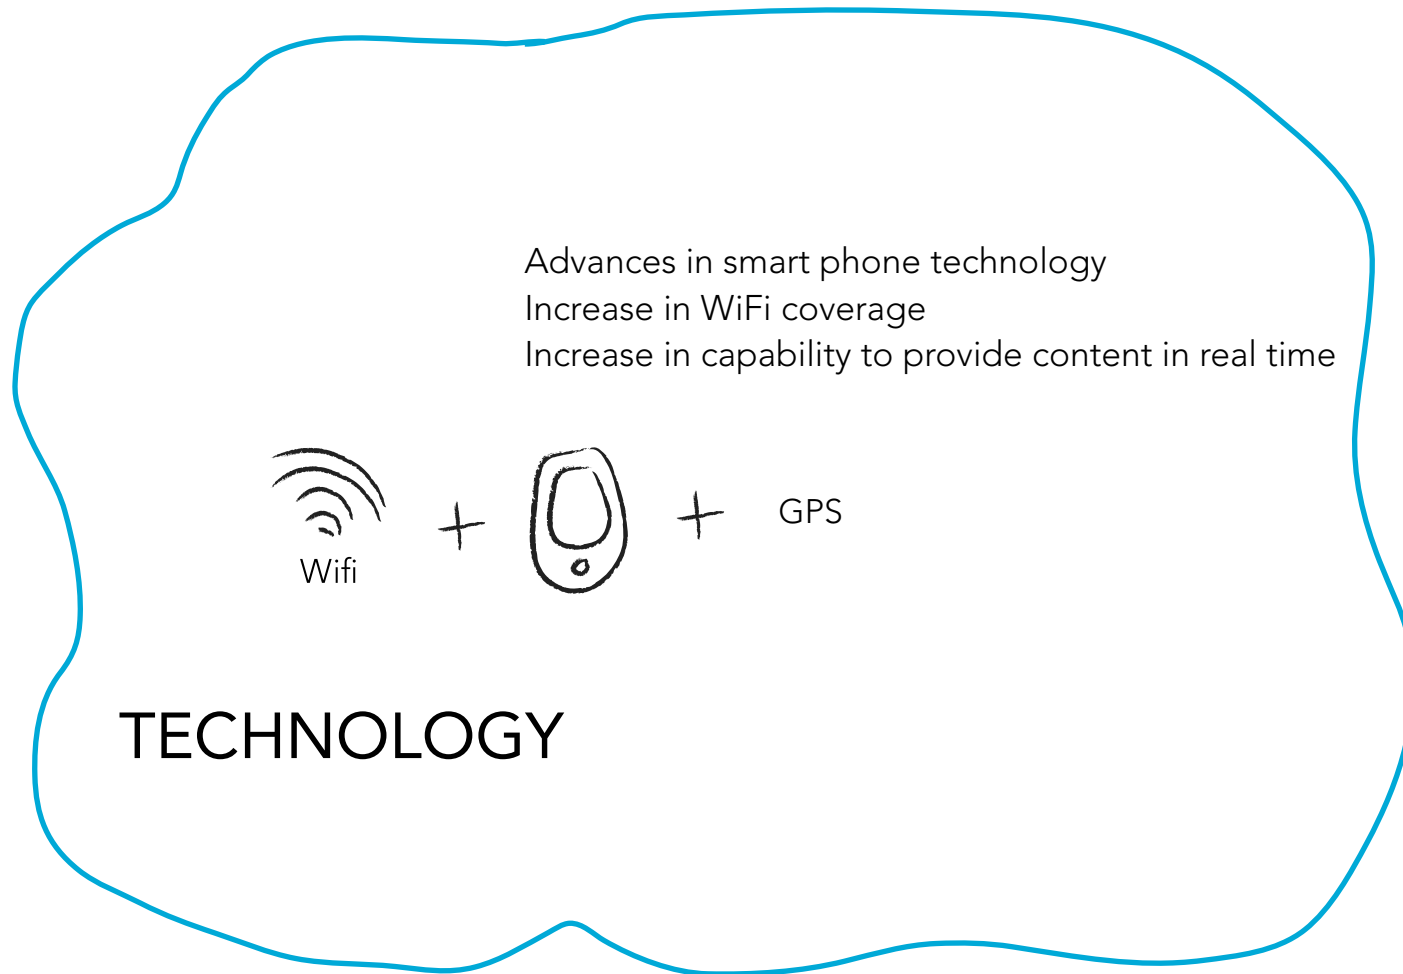 Advances in smart phone technology
Increase in WiFi coverage
Increase in capability to provide content in real time
GPS
Wifi
TECHNOLOGY